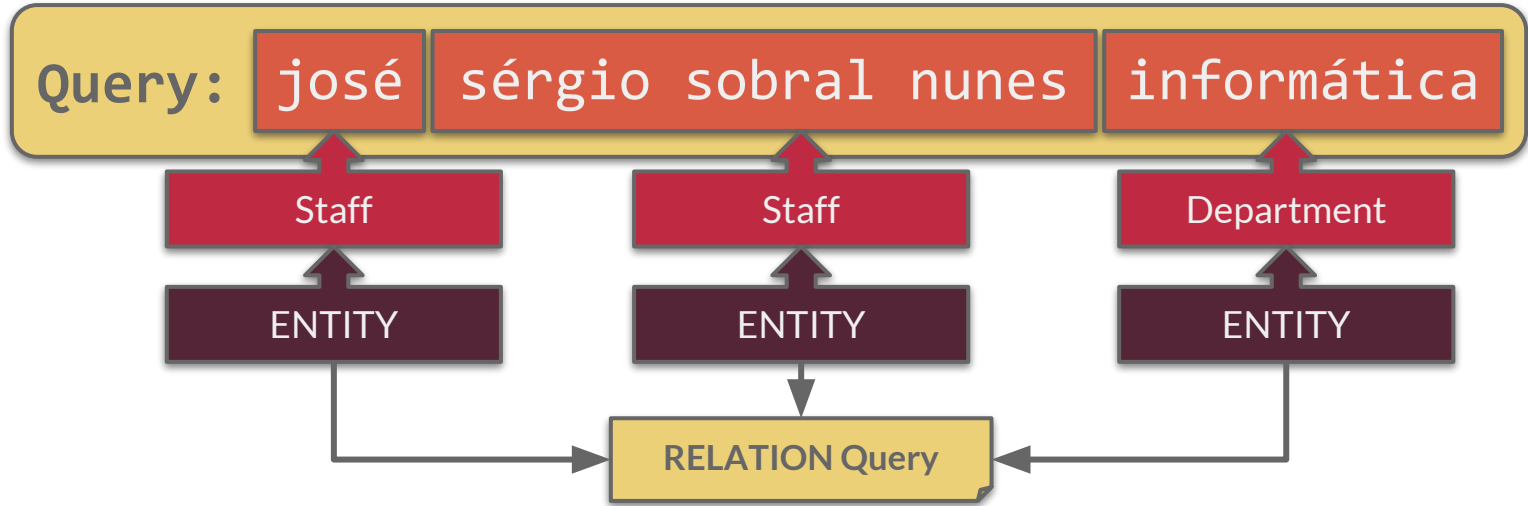 Query: josé sérgio sobral nunes informática
Staff Staff Department
ENTITY ENTITY ENTITY
RELATION Query